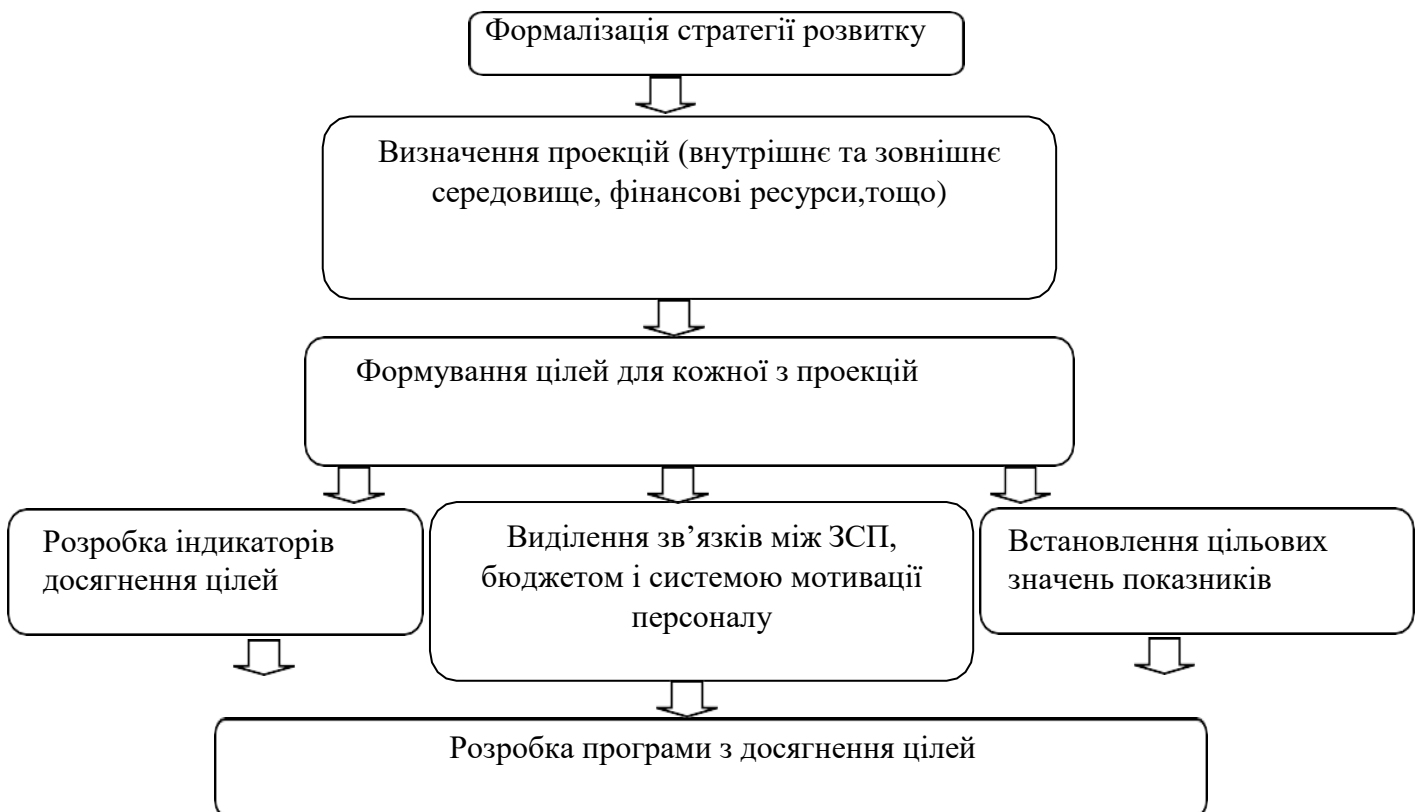 Формалізація стратегії розвитку
Визначення проекцій (внутрішнє та зовнішнє
середовище, фінансові ресурси,тощо)
Формування цілей для кожної з проекцій
Розробка індикаторів
досягнення цілей
Виділення зв’язків між ЗСП,
бюджетом і системою мотивації
персоналу
Встановлення цільових
значень показників
Розробка програми з досягнення цілей